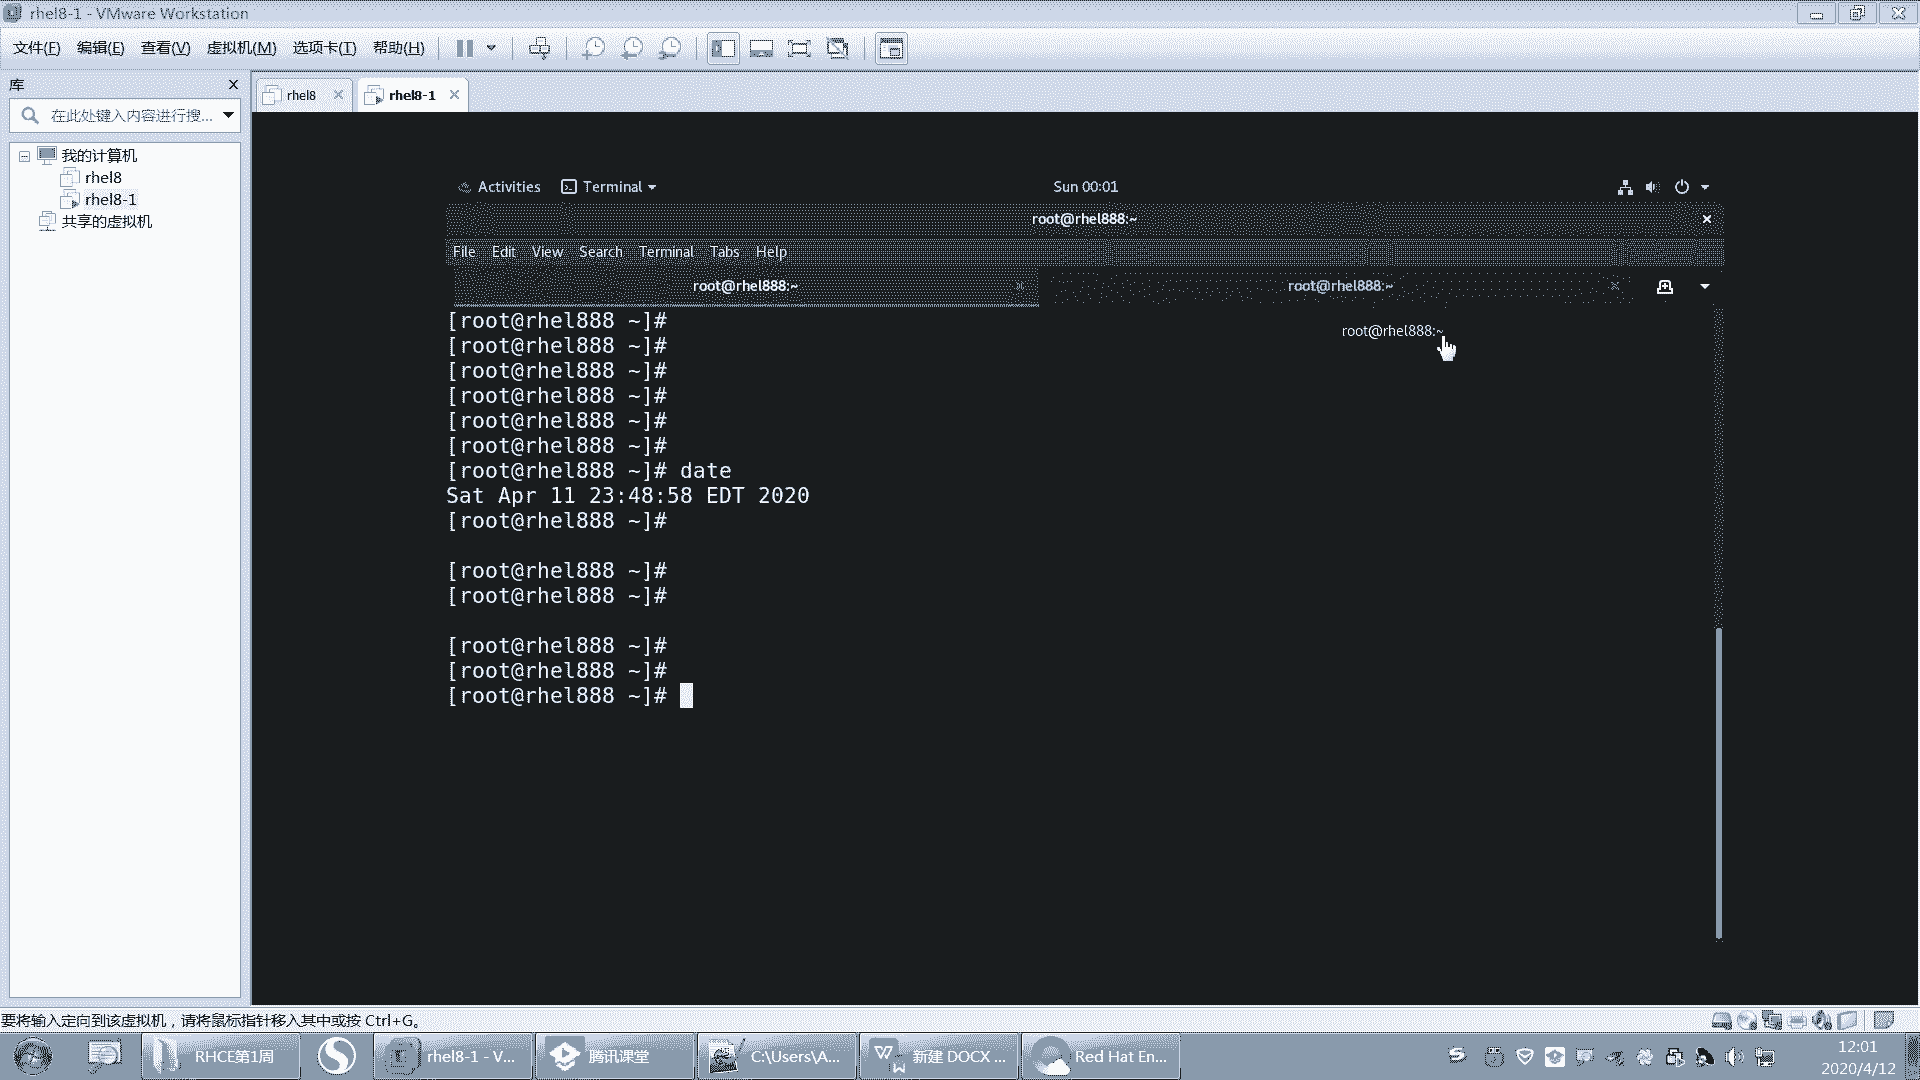 rhel8-1 - VMware Workstation
文件(F) 编辑(E) 查看(V) 虚拟机(M) 选项卡(T) 帮助(H)
库
在此处键入内容进行搜...
我的计算机
rhel8
rhel8-1
共享的虚拟机
rhel8
rhel8-1
Activities Terminal Sun 00:01
root@rhel888:~
File Edit View Search Terminal Tabs Help
root@rhel888:~ root@rhel888:~
root@rhel888:~
[root@rhel888 ~]#
[root@rhel888 ~]#
[root@rhel888 ~]#
[root@rhel888 ~]#
[root@rhel888 ~]#
[root@rhel888 ~]#
[root@rhel888 ~]# date
Sat Apr 11 23:48:58 EDT 2020
[root@rhel888 ~]#
[root@rhel888 ~]#
[root@rhel888 ~]#
[root@rhel888 ~]#
[root@rhel888 ~]#
[root@rhel888 ~]#
要将输入定向到该虚拟机，请将鼠标指针移入其中或按 Ctrl+G。
RHCE第1周 rhel8-1 - V... 腾讯课堂 C:\Users\A... 新建 DOCX ... Red Hat En...
12:01
2020/4/12